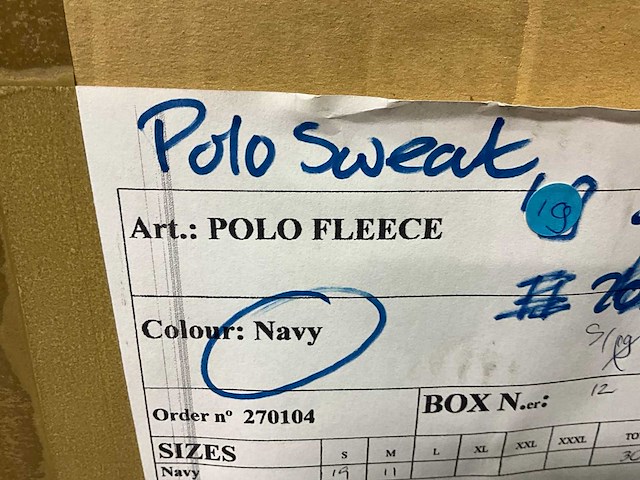 Polo Sweat
Art.: POLO FLEECE
19
Colour: Navy
Order nº 270104
BOX N.er: 12
SIZES S M L XL XXL XXXL
Navy 19 11